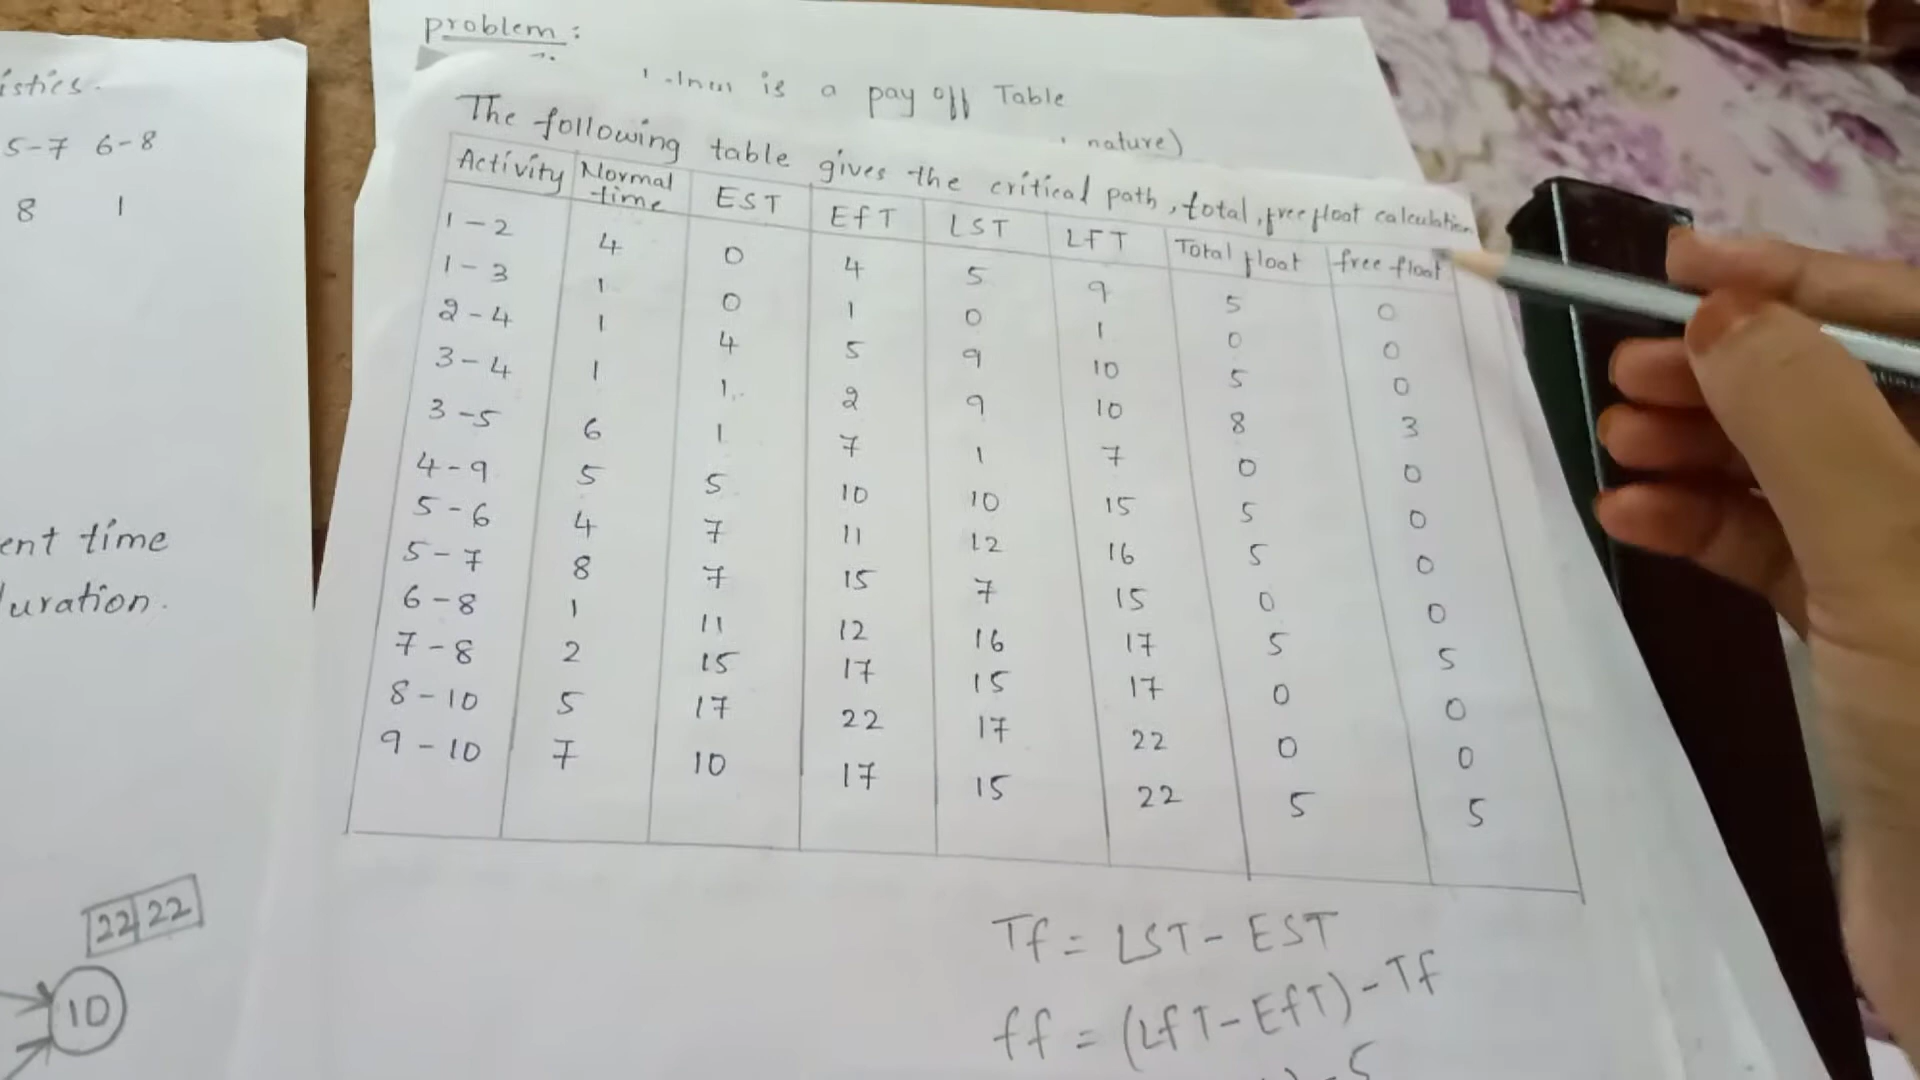 istics.
5-7 6-8
8 1
ent time
duration.
22 22
10
problem:
is a pay off Table
nature)
The following table gives the critical path, total, free float calculation
Activity Normal time EST EfT LST LFT Total float free float
1-2 4 0 4 5 9 5 0
1-3 1 0 1 0 1 0 0
2-4 1 4 5 9 10 5 0
3-4 1 1 2 9 10 8 3
3-5 6 1 7 1 7 0 0
4-9 5 5 10 10 15 5 0
5-6 4 7 11 12 16 5 0
5-7 8 7 15 7 15 0 0
6-8 1 11 12 16 17 5 5
7-8 2 15 17 15 17 0 0
8-10 5 17 22 17 22 0 0
9-10 7 10 17 15 22 5 5
Tf = LST - EST
ff = (LfT - EfT) - Tf